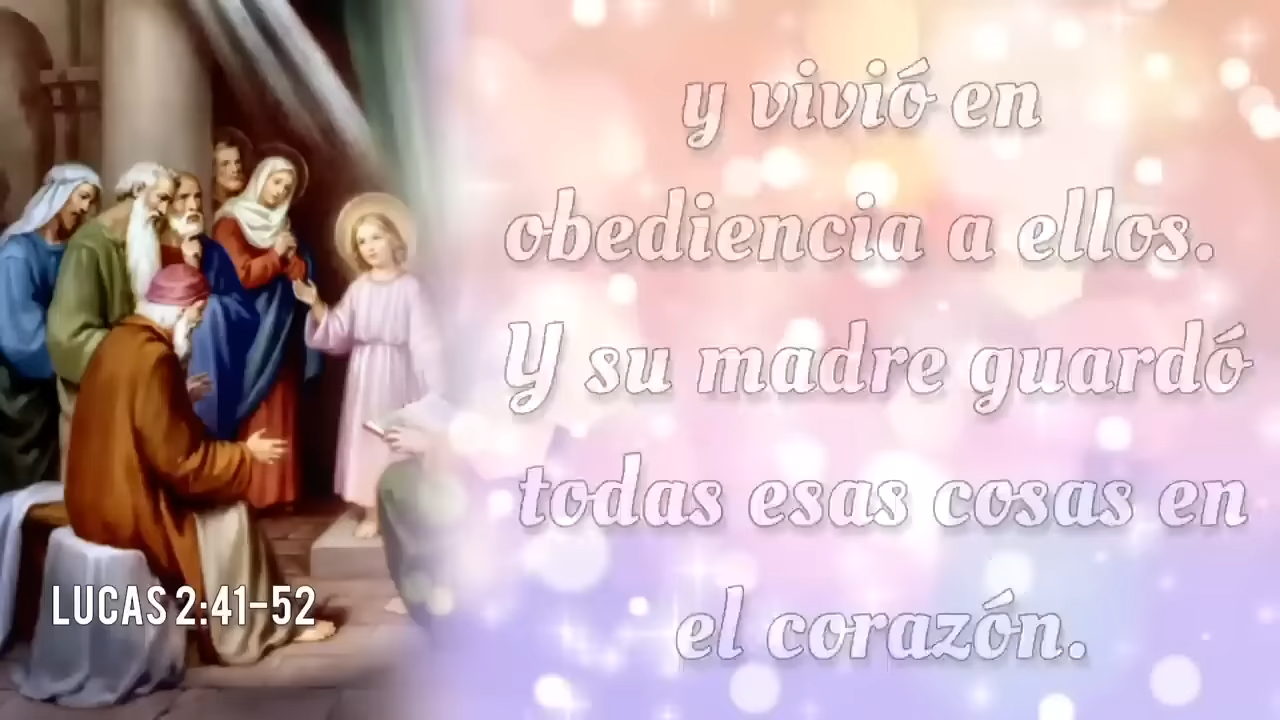 y vivió en
obediencia a ellos.
Y su madre guardó
todas esas cosas en
el corazón.
LUCAS 2:41-52